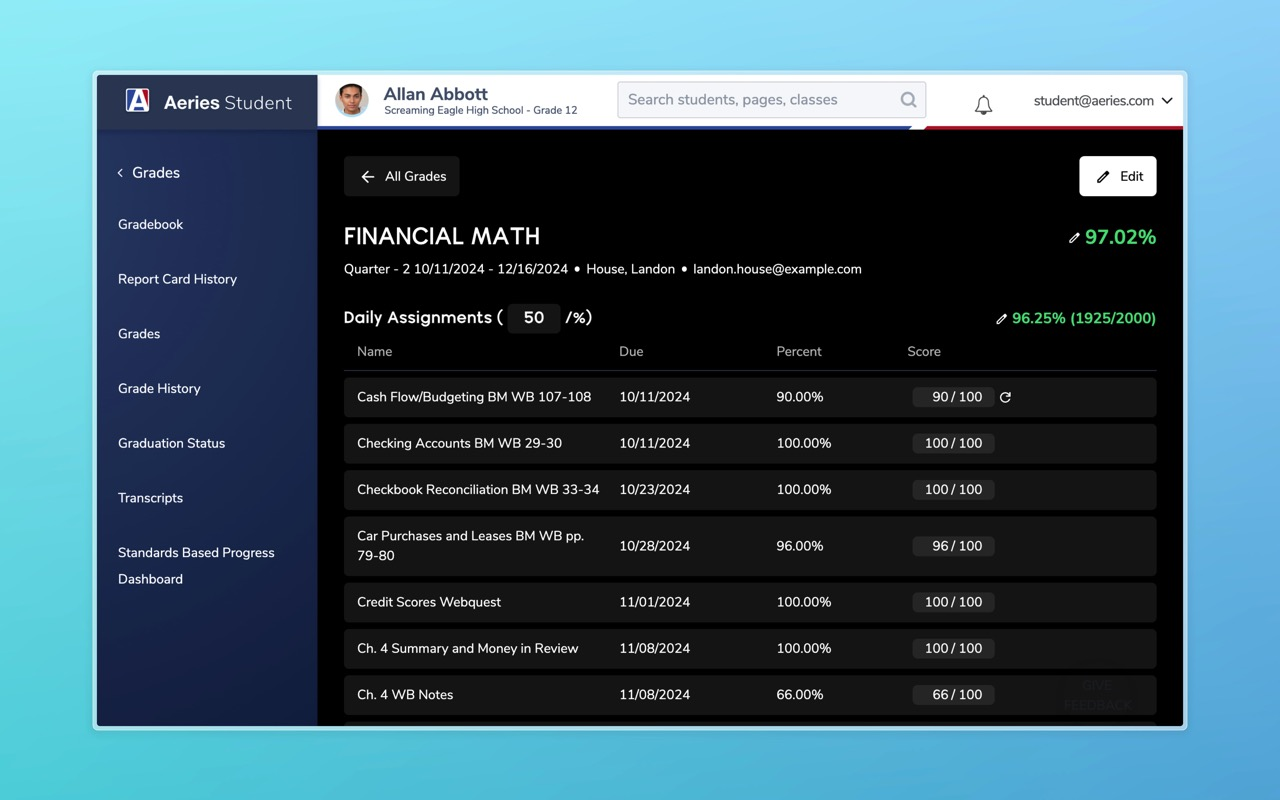 Aeries Student
Allan Abbott
Screaming Eagle High School - Grade 12
Search students, pages, classes
student@aeries.com
Grades
Gradebook
Report Card History
Grades
Grade History
Graduation Status
Transcripts
Standards Based Progress
Dashboard
All Grades
Edit
FINANCIAL MATH
97.02%
Quarter - 2 10/11/2024 - 12/16/2024 • House, Landon • landon.house@example.com
Daily Assignments ( 50 /%)
96.25% (1925/2000)
Name Due Percent Score
Cash Flow/Budgeting BM WB 107-108 10/11/2024 90.00% 90 / 100
Checking Accounts BM WB 29-30 10/11/2024 100.00% 100 / 100
Checkbook Reconciliation BM WB 33-34 10/23/2024 100.00% 100 / 100
Car Purchases and Leases BM WB pp.
79-80 10/28/2024 96.00% 96 / 100
Credit Scores Webquest 11/01/2024 100.00% 100 / 100
Ch. 4 Summary and Money in Review 11/08/2024 100.00% 100 / 100
Ch. 4 WB Notes 11/08/2024 66.00% 66 / 100
GIVE
FEEDBACK